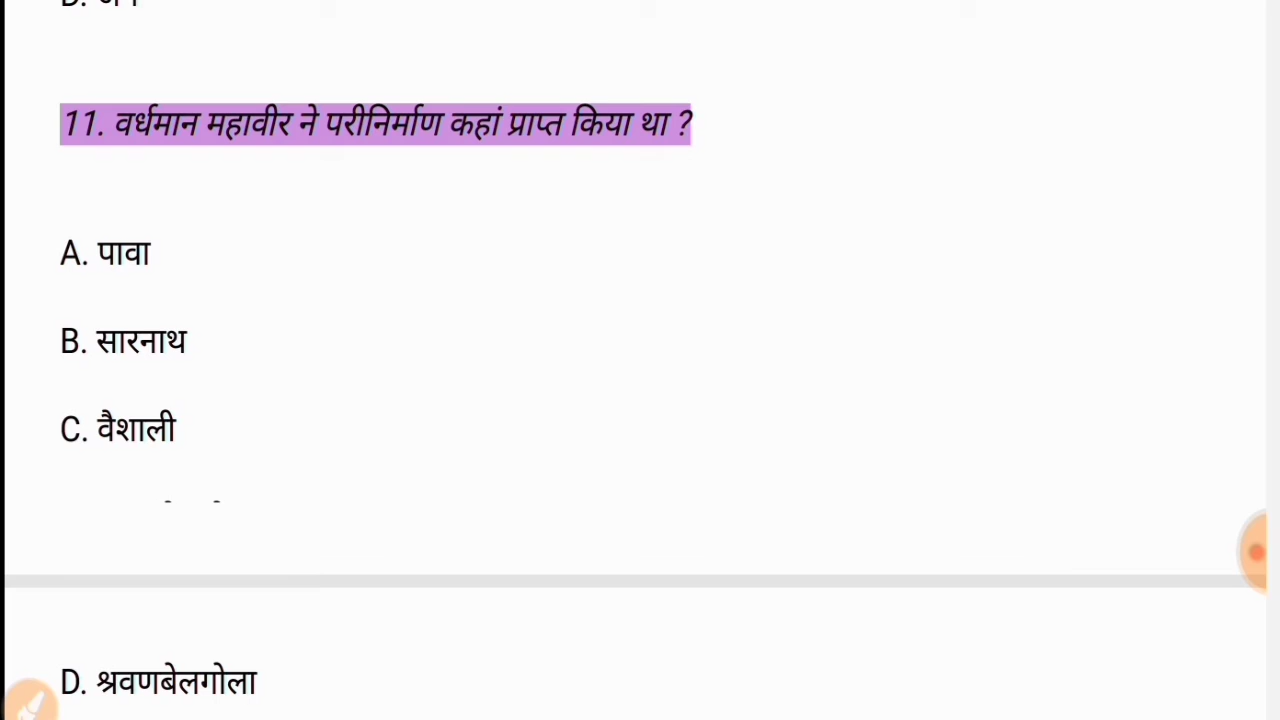 11. वर्धमान महावीर ने परीनिर्माण कहां प्राप्त किया था ?
A. पावा
B. सारनाथ
C. वैशाली
D. श्रवणबेलगोला